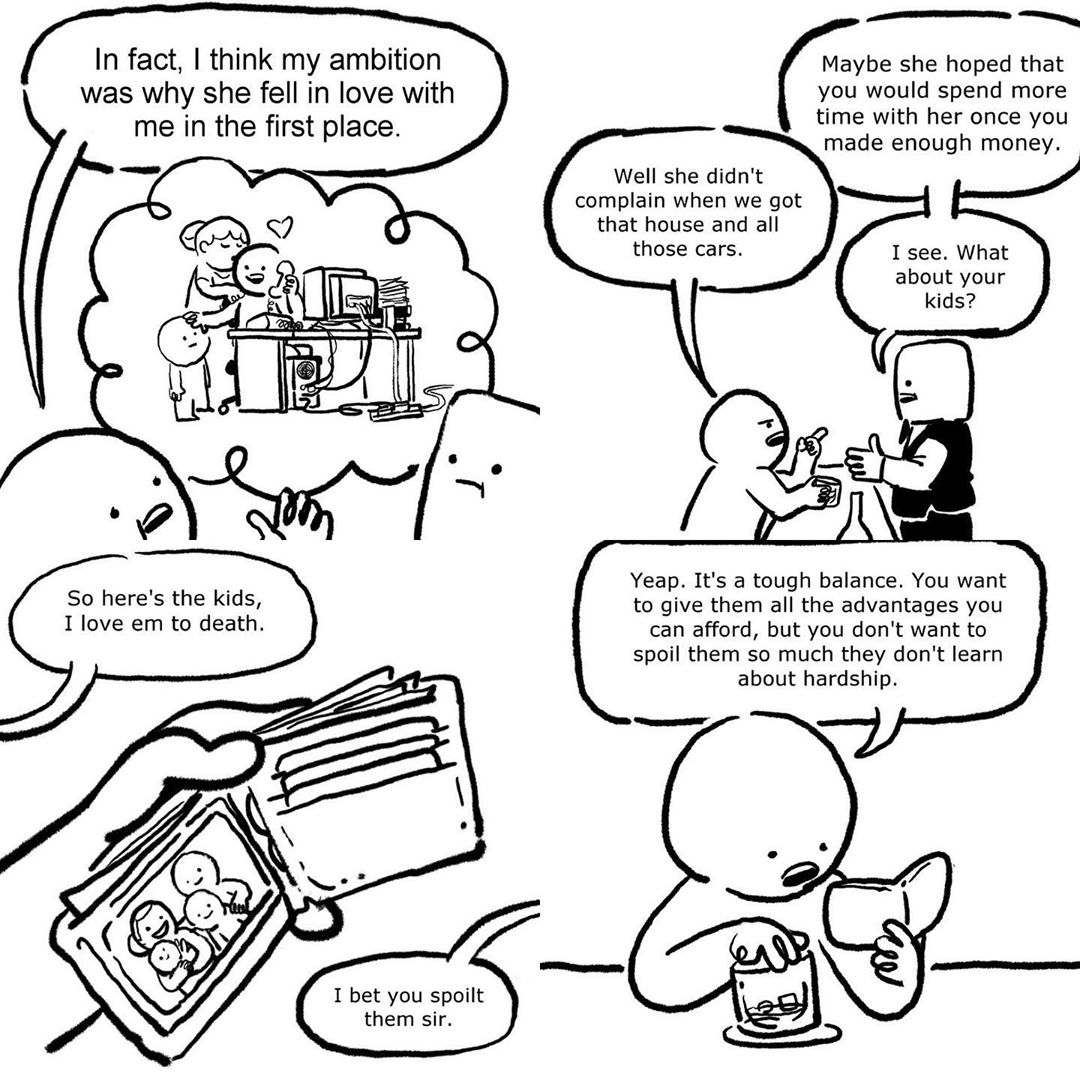 In fact, I think my ambition
was why she fell in love with
me in the first place.
Maybe she hoped that
you would spend more
time with her once you
made enough money.
Well she didn't
complain when we got
that house and all
those cars.
I see. What
about your
kids?
So here's the kids,
I love em to death.
I bet you spoilt
them sir.
Yeap. It's a tough balance. You want
to give them all the advantages you
can afford, but you don't want to
spoil them so much they don't learn
about hardship.